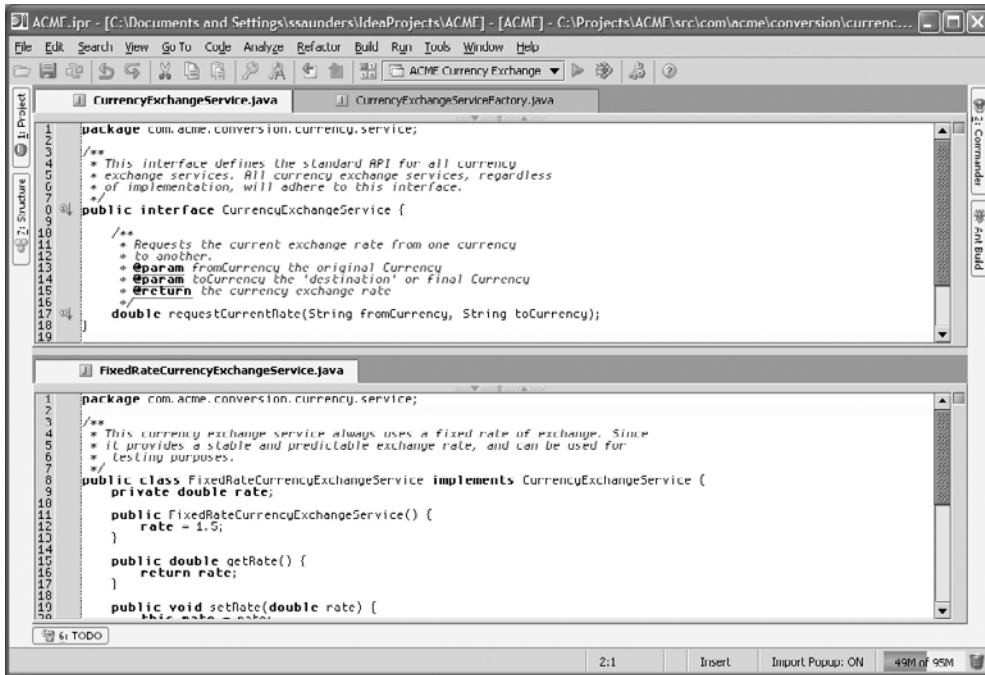 ACME.ipr - [C:\Documents and Settings\ssaunders\IdeaProjects\ACME] - [ACME] - C:\Projects\ACME\src\com\acme\conversion\currenc...
File Edit Search View Go To Code Analyze Refactor Build Run Tools Window Help
ACME Currency Exchange
1: Project
7: Structure
2: Commander
Ant Build
CurrencyExchangeService.java CurrencyExchangeServiceFactory.java
1 package com.acme.conversion.currency.service;
2
3 /**
4 * This interface defines the standard API for all currency
5 * exchange services. All currency exchange services, regardless
6 * of implementation, will adhere to this interface.
7 */
8 public interface CurrencyExchangeService {
9
10 /**
11 * Requests the current exchange rate from one currency
12 * to another.
13 * @param fromCurrency the original Currency
14 * @param toCurrency the 'destination' or final Currency
15 * @return the currency exchange rate
16 */
17 double requestCurrentRate(String fromCurrency, String toCurrency);
18 }
19
FixedRateCurrencyExchangeService.java
1 package com.acme.conversion.currency.service;
2
3 /**
4 * This currency exchange service always uses a fixed rate of exchange. Since
5 * it provides a stable and predictable exchange rate, and can be used for
6 * testing purposes.
7 */
8 public class FixedRateCurrencyExchangeService implements CurrencyExchangeService {
9 private double rate;
10
11 public FixedRateCurrencyExchangeService() {
12 rate = 1.5;
13 }
14
15 public double getRate() {
16 return rate;
17 }
18
19 public void setRate(double rate) {
20 this rate = rate;
6: TODO
2:1 Insert Import Popup: ON 49M of 95M